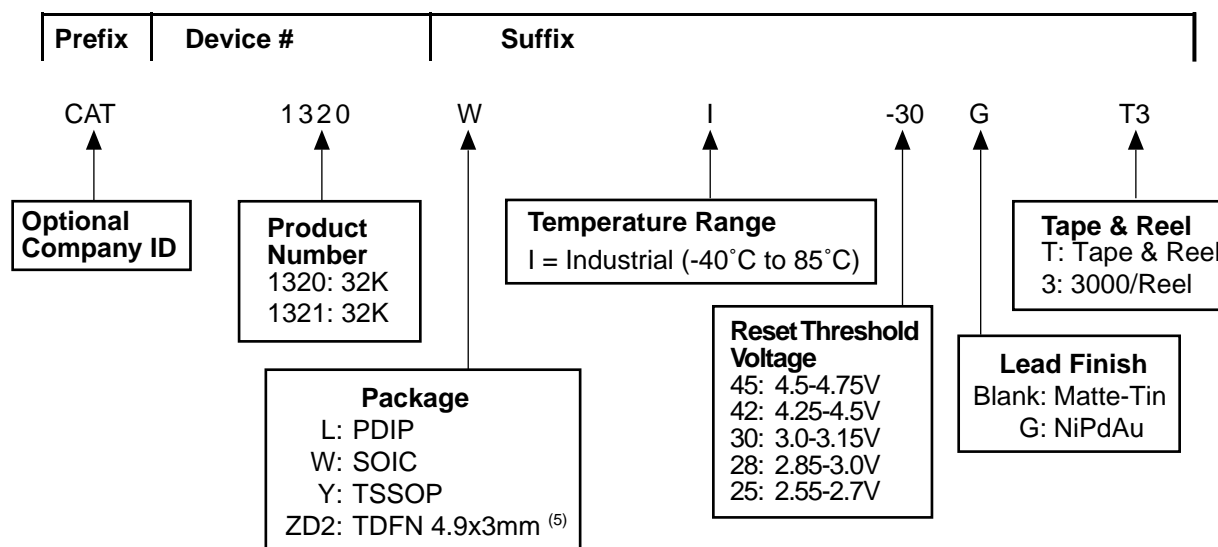 Prefix Device # Suffix
CAT 1320 W I -30 G T3
Optional
Company ID
Product
Number
1320: 32K
1321: 32K
Temperature Range
I = Industrial (-40˚C to 85˚C)
Tape & Reel
T: Tape & Reel
3: 3000/Reel
Reset Threshold
Voltage
45: 4.5-4.75V
42: 4.25-4.5V
30: 3.0-3.15V
28: 2.85-3.0V
25: 2.55-2.7V
Lead Finish
Blank: Matte-Tin
G: NiPdAu
Package
L: PDIP
W: SOIC
Y: TSSOP
ZD2: TDFN 4.9x3mm (5)